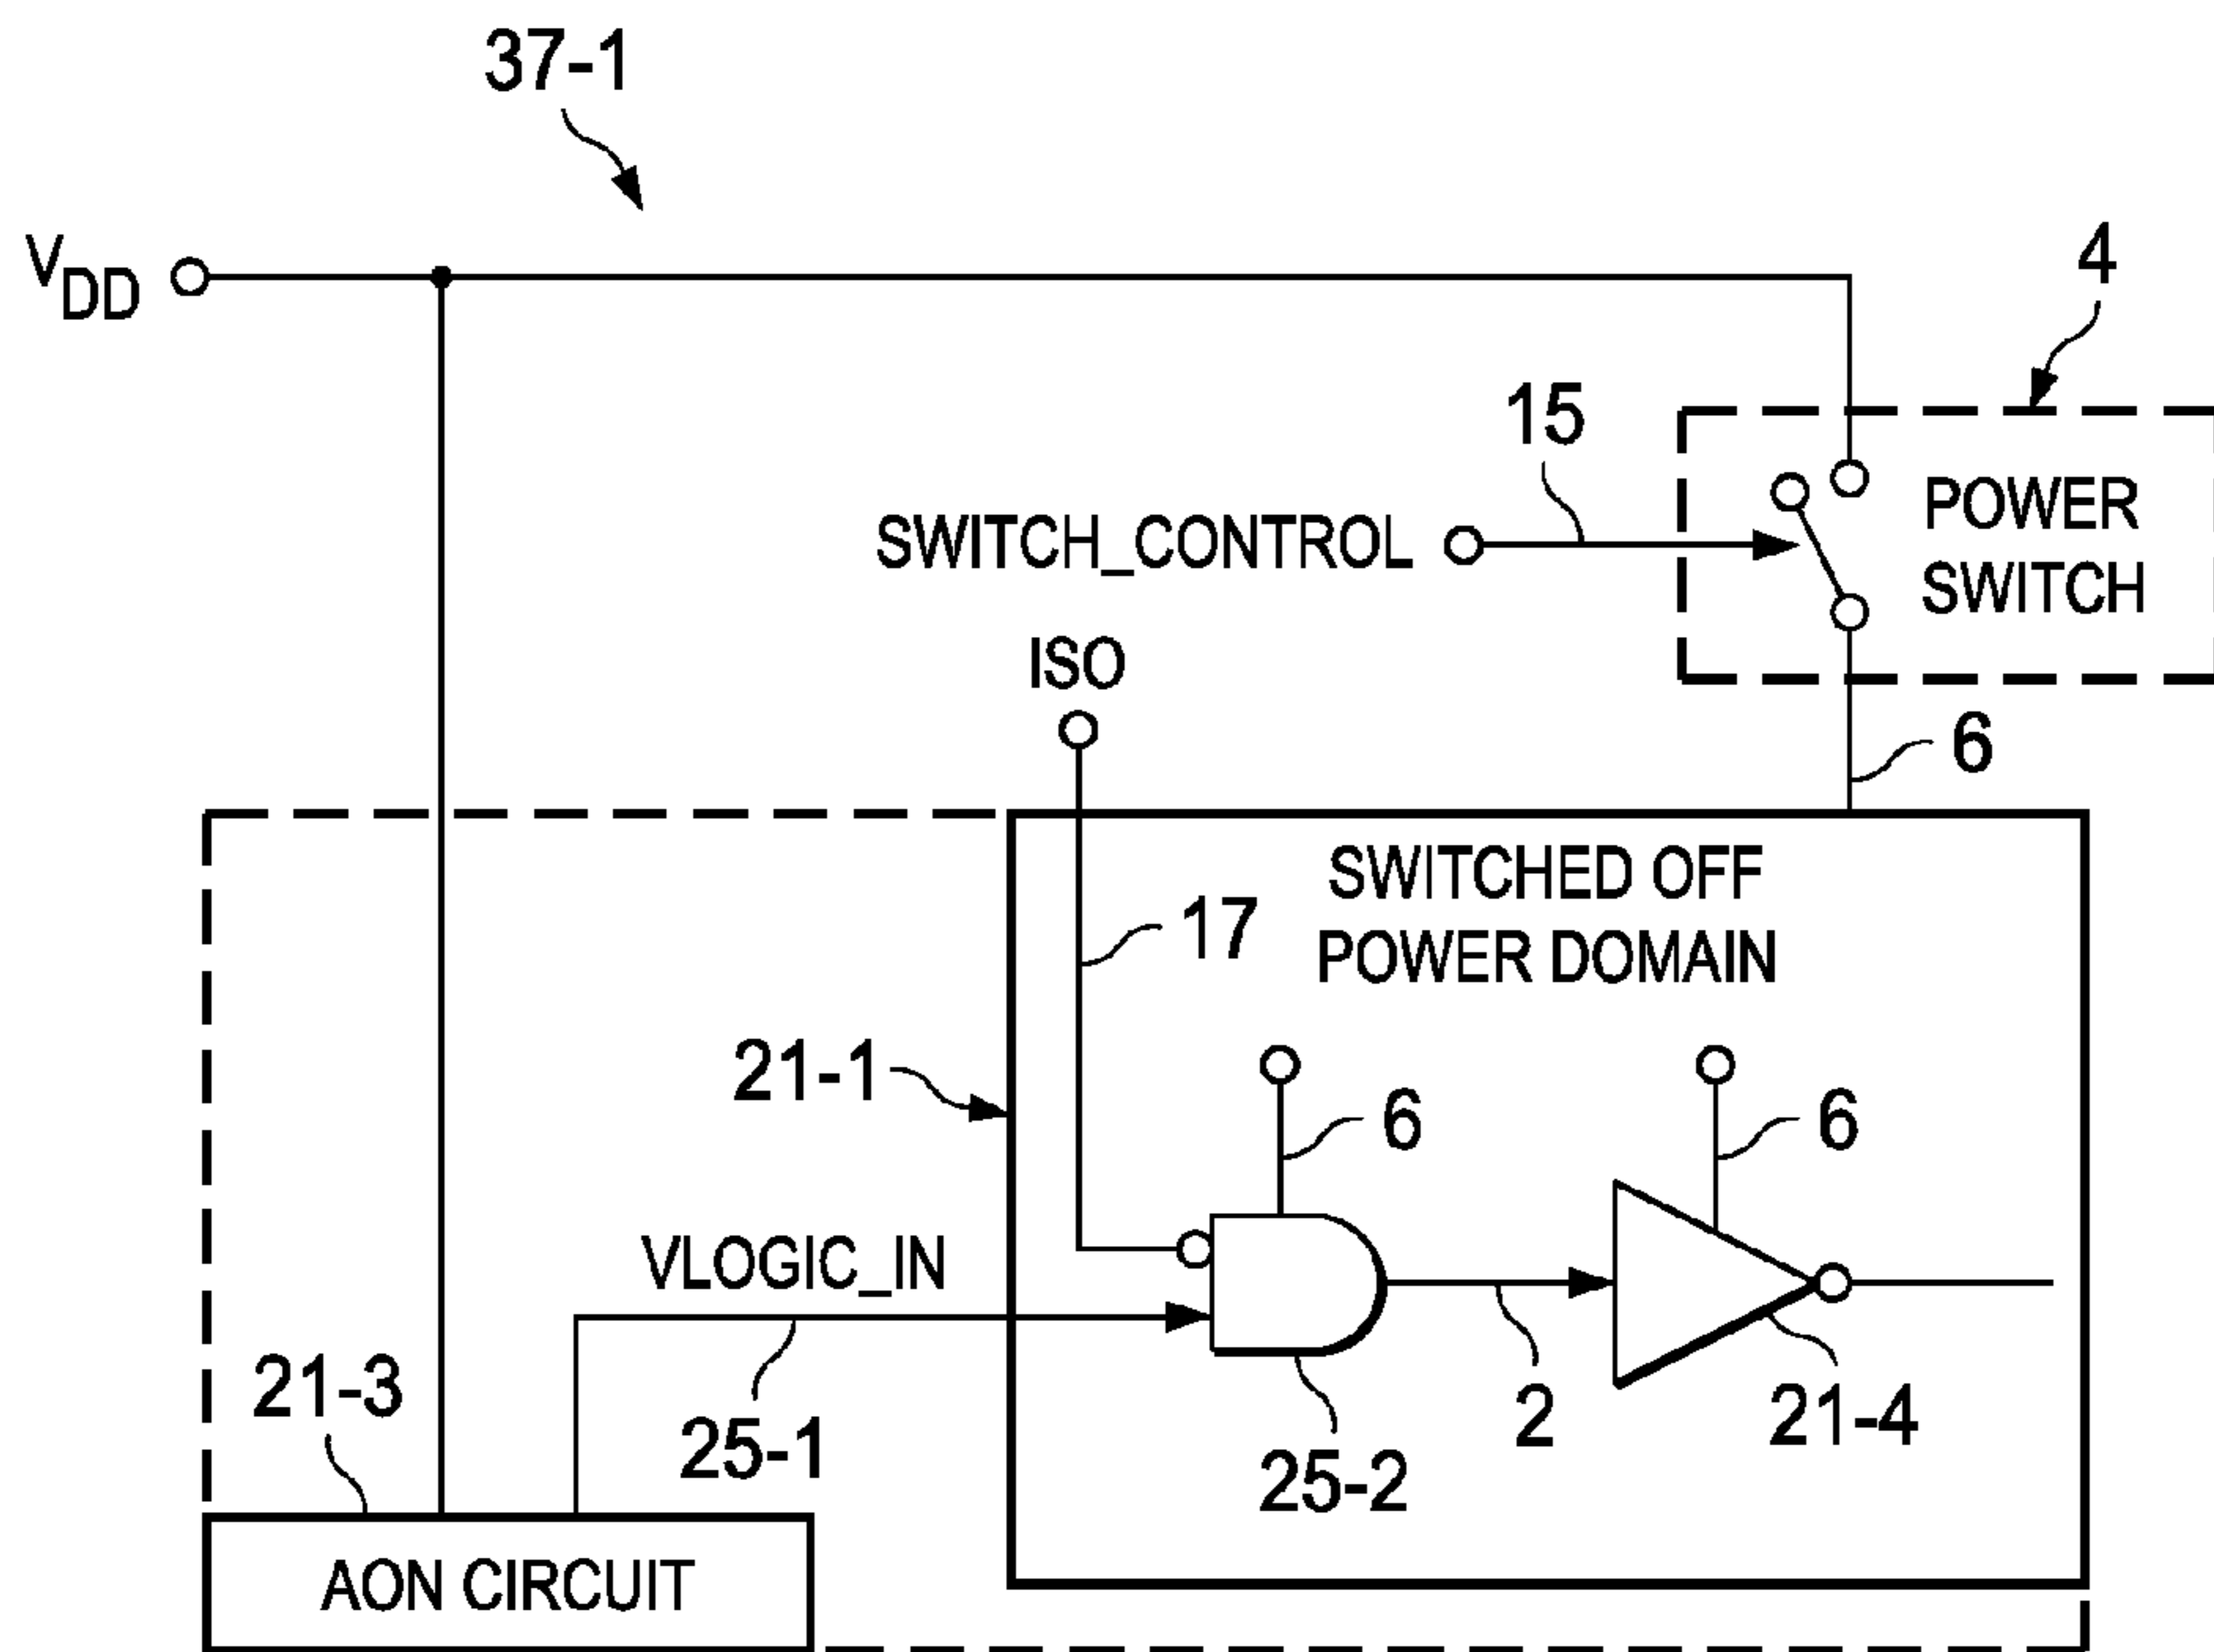 37-1
VDD
4
15
POWER
SWITCH
SWITCH_CONTROL
ISO
6
SWITCHED OFF
POWER DOMAIN
17
21-1
6
6
VLOGIC_IN
21-3
25-1
25-2
2
21-4
AON CIRCUIT